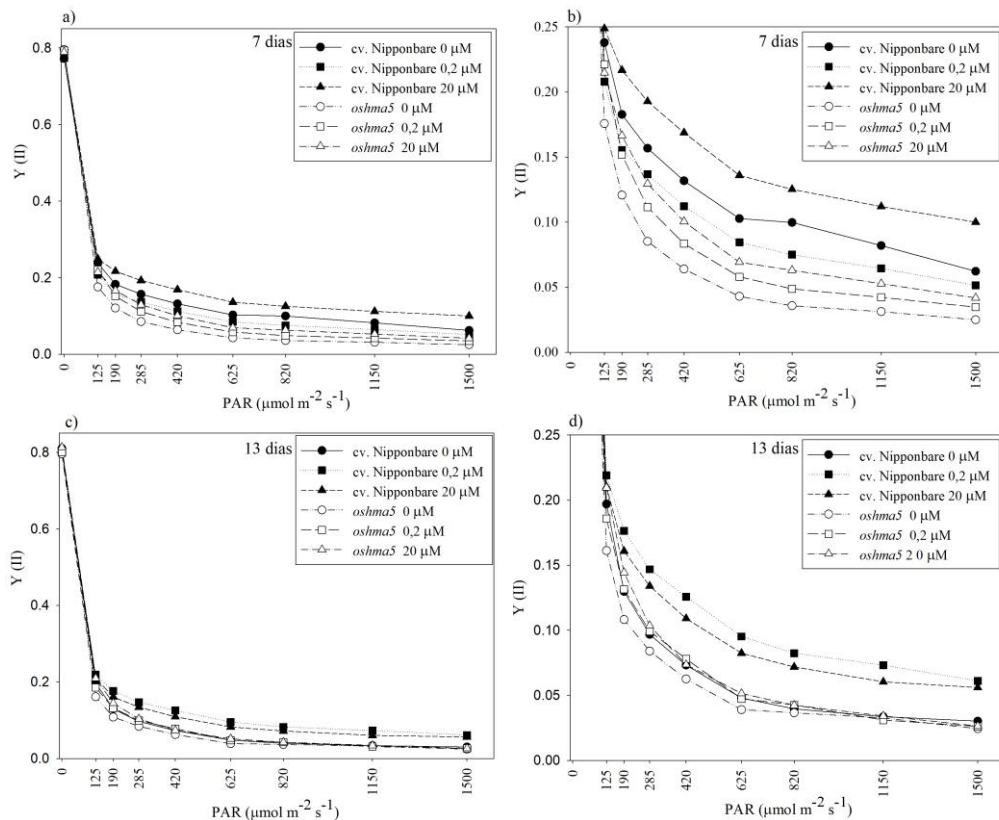 a)
7 dias
cv. Nipponbare 0 µM
cv. Nipponbare 0,2 µM
cv. Nipponbare 20 µM
oshma5 0 µM
oshma5 0,2 µM
oshma5 20 µM
Y (II)
0.8
0.6
0.4
0.2
0.0
0
125
190
285
420
625
820
1150
1500
PAR (µmol m⁻² s⁻¹)
b)
7 dias
cv. Nipponbare 0 µM
cv. Nipponbare 0,2 µM
cv. Nipponbare 20 µM
oshma5 0 µM
oshma5 0,2 µM
oshma5 20 µM
Y (II)
0.25
0.20
0.15
0.10
0.05
0.00
0
125
190
285
420
625
820
1150
1500
PAR (µmol m⁻² s⁻¹)
c)
13 dias
cv. Nipponbare 0 µM
cv. Nipponbare 0,2 µM
cv. Nipponbare 20 µM
oshma5 0 µM
oshma5 0,2 µM
oshma5 20 µM
Y (II)
0.8
0.6
0.4
0.2
0.0
0
125
190
285
420
625
820
1150
1500
PAR (µmol m⁻² s⁻¹)
d)
13 dias
cv. Nipponbare 0 µM
cv. Nipponbare 0,2 µM
cv. Nipponbare 20 µM
oshma5 0 µM
oshma5 0,2 µM
oshma5 2 0 µM
Y (II)
0.25
0.20
0.15
0.10
0.05
0.00
0
125
190
285
420
625
820
1150
1500
PAR (µmol m⁻² s⁻¹)